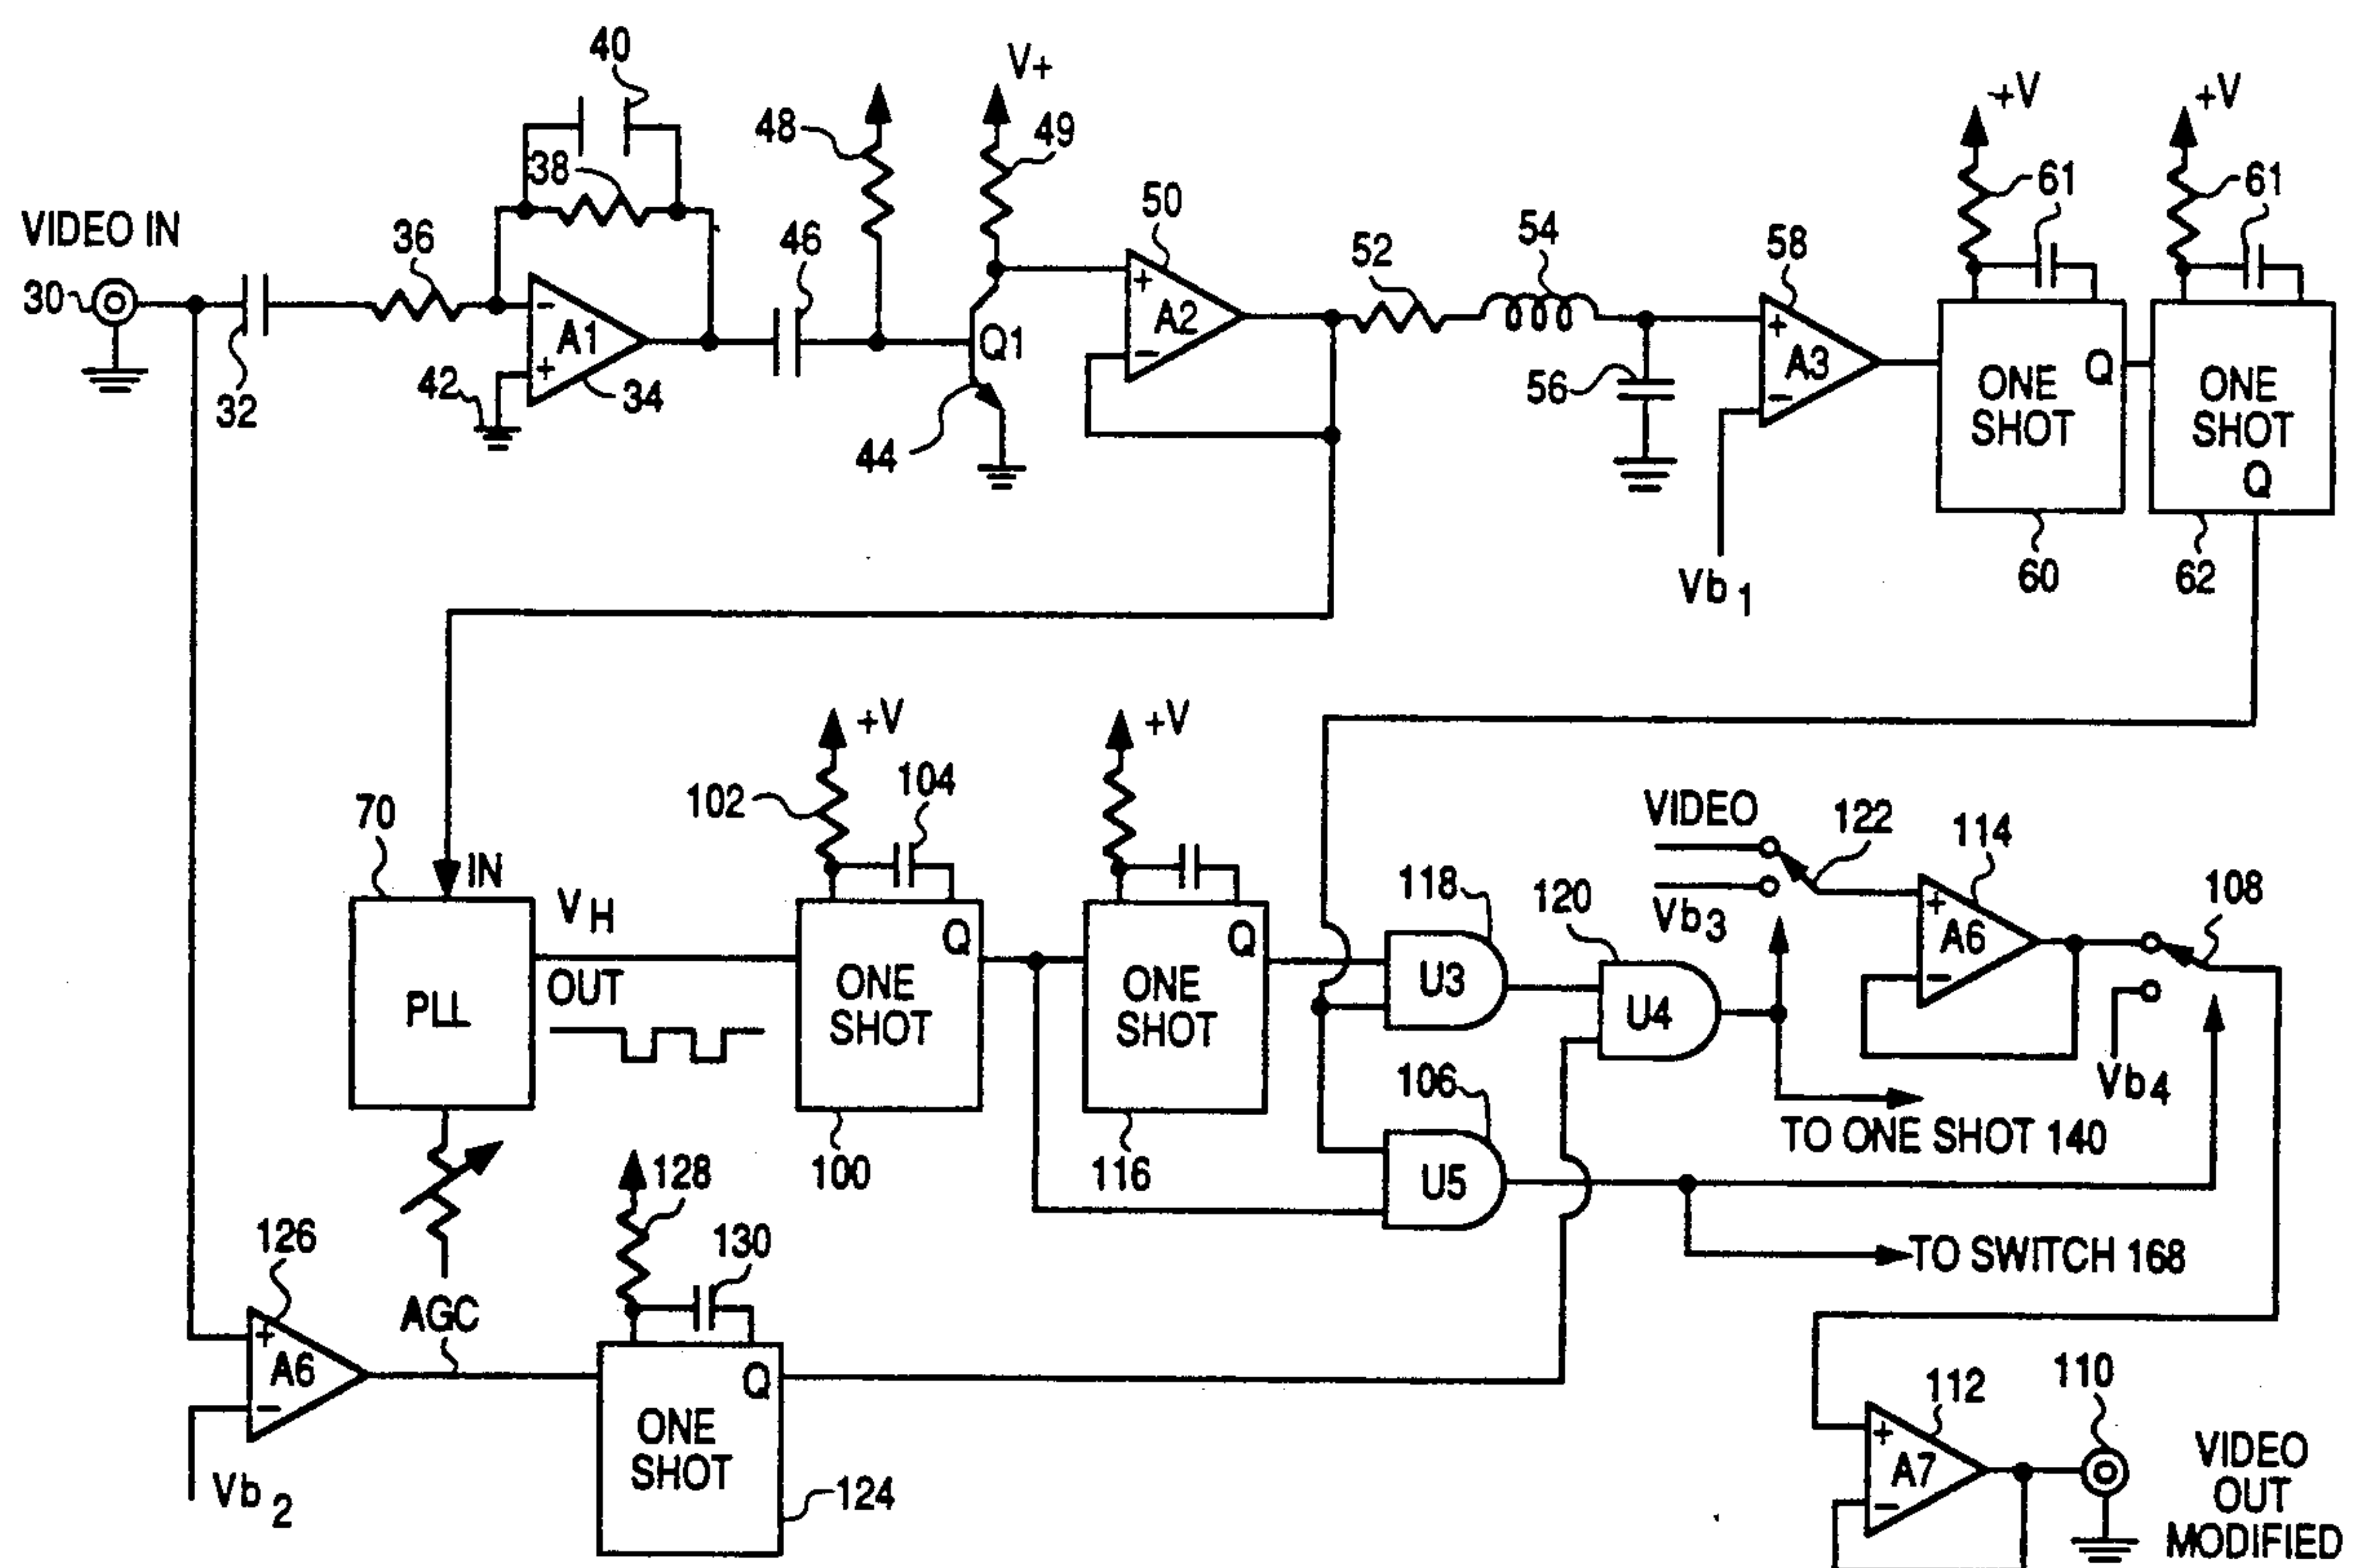 40
V+
+V
+V
48
49
38
50
61
61
VIDEO IN
36
46
52
54
58
30
-
A1
+
42
34
32
Q1
44
+
A2
-
56
+
A3
-
Vb1
ONE
SHOT
Q
60
ONE
SHOT
Q
62
+V
+V
102
104
70
IN
VH
OUT
PLL
Q
ONE
SHOT
100
Q
ONE
SHOT
116
118
U3
120
U4
106
U5
VIDEO
122
114
108
Vb3
+
A6
-
Vb4
TO ONE SHOT 140
TO SWITCH 168
128
130
126
AGC
+
A6
-
Vb2
Q
ONE
SHOT
124
112
110
+
A7
-
VIDEO
OUT
MODIFIED